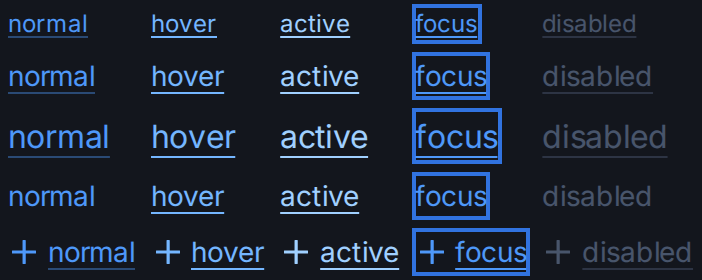 normal hover active focus disabled
normal hover active focus disabled
normal hover active focus disabled
normal hover active focus disabled
+ normal + hover + active + focus + disabled